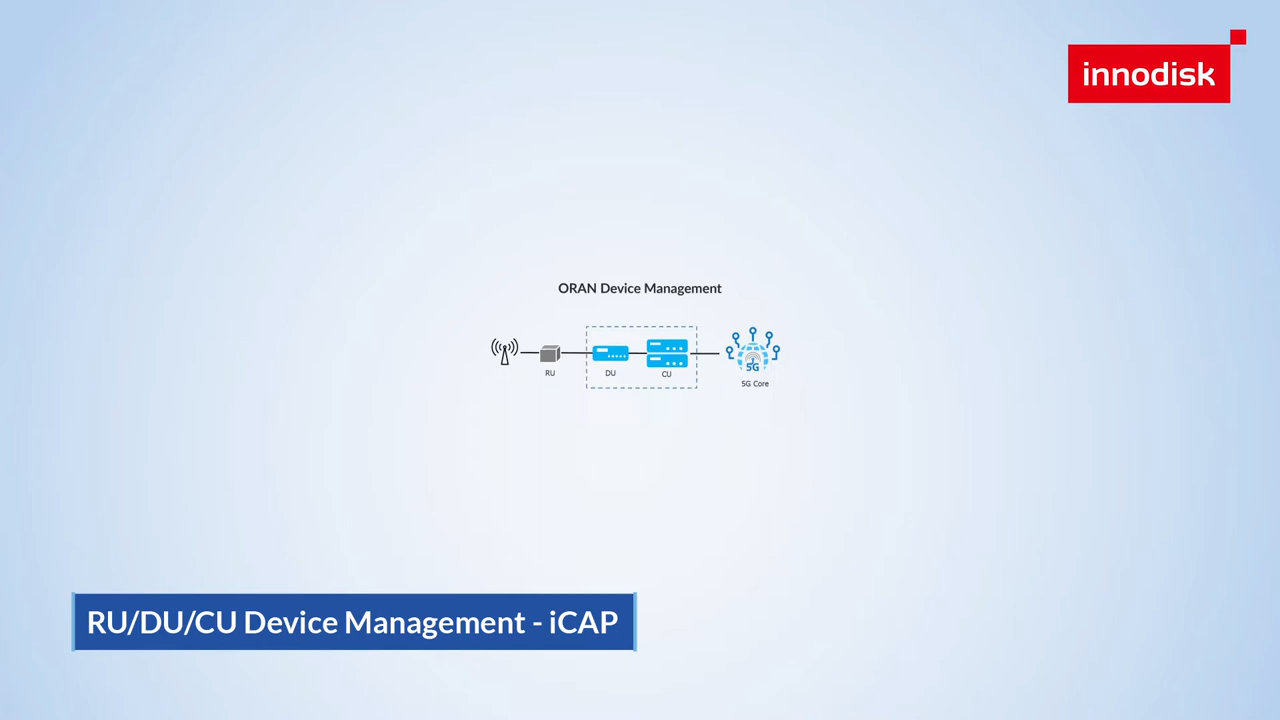 innodisk
ORAN Device Management
RU
DU
CU
5G
5G Core
RU/DU/CU Device Management - iCAP